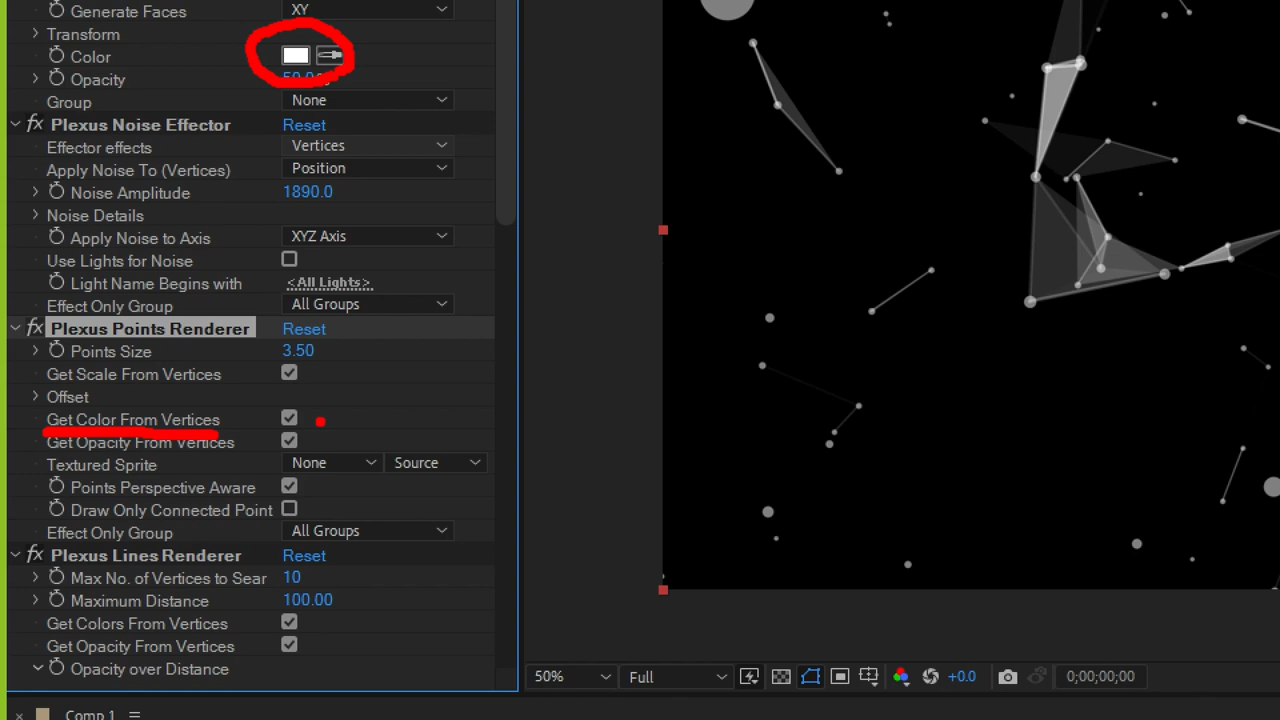 Generate Faces XY
Transform
Color
Opacity
Group None
fx Plexus Noise Effector Reset
Effector effects Vertices
Apply Noise To (Vertices) Position
Noise Amplitude 1890.0
Noise Details
Apply Noise to Axis XYZ Axis
Use Lights for Noise
Light Name Begins with <All Lights>
Effect Only Group All Groups
fx Plexus Points Renderer Reset
Points Size 3.50
Get Scale From Vertices
Offset
Get Color From Vertices
Get Opacity From Vertices
Textured Sprite None Source
Points Perspective Aware
Draw Only Connected Point
Effect Only Group All Groups
fx Plexus Lines Renderer Reset
Max No. of Vertices to Sear 10
Maximum Distance 100.00
Get Colors From Vertices
Get Opacity From Vertices
Opacity over Distance
50% Full +0.0 0;00;00;00
Comp 1